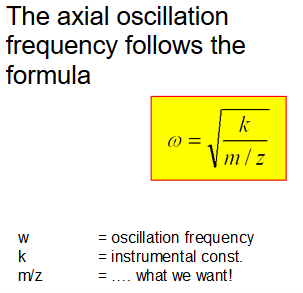 The axial oscillation
frequency follows the
formula
ω = √(k / (m / z))
w = oscillation frequency
k = instrumental const.
m/z = .... what we want!